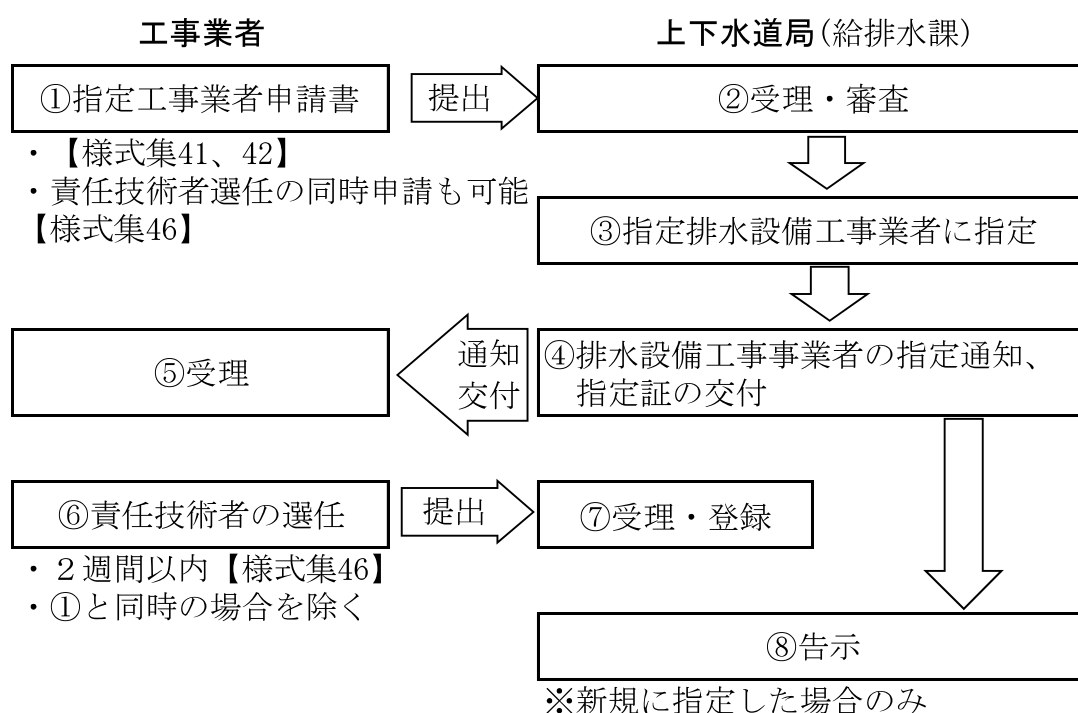 工事業者
上下水道局(給排水課)
①指定工事業者申請書
提出
②受理・審査
・【様式集41、42】
・責任技術者選任の同時申請も可能
【様式集46】
③指定排水設備工事業者に指定
⑤受理
通知
交付
④排水設備工事事業者の指定通知、
指定証の交付
⑥責任技術者の選任
提出
⑦受理・登録
・２週間以内【様式集46】
・①と同時の場合を除く
⑧告示
※新規に指定した場合のみ